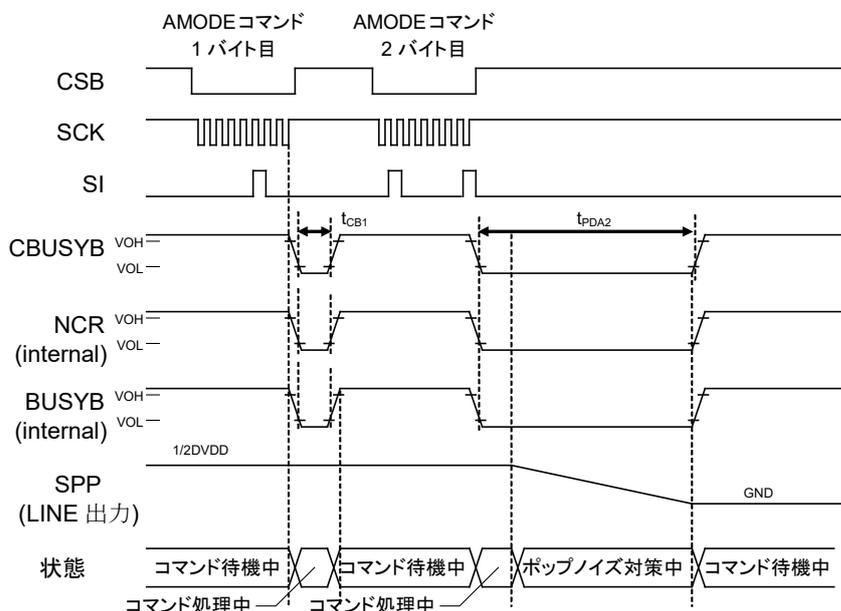 AMODEコマンド AMODEコマンド
1 バイト目 2 バイト目
CSB
SCK
SI
tCB1 tPDA2
CBUSYB VOH
VOL
NCR VOH
(internal) VOL
BUSYB VOH
(internal) VOL
1/2DVDD
SPP GND
(LINE 出力)
状態 コマンド待機中 コマンド待機中 ポップノイズ対策中 コマンド待機中
コマンド処理中 コマンド処理中